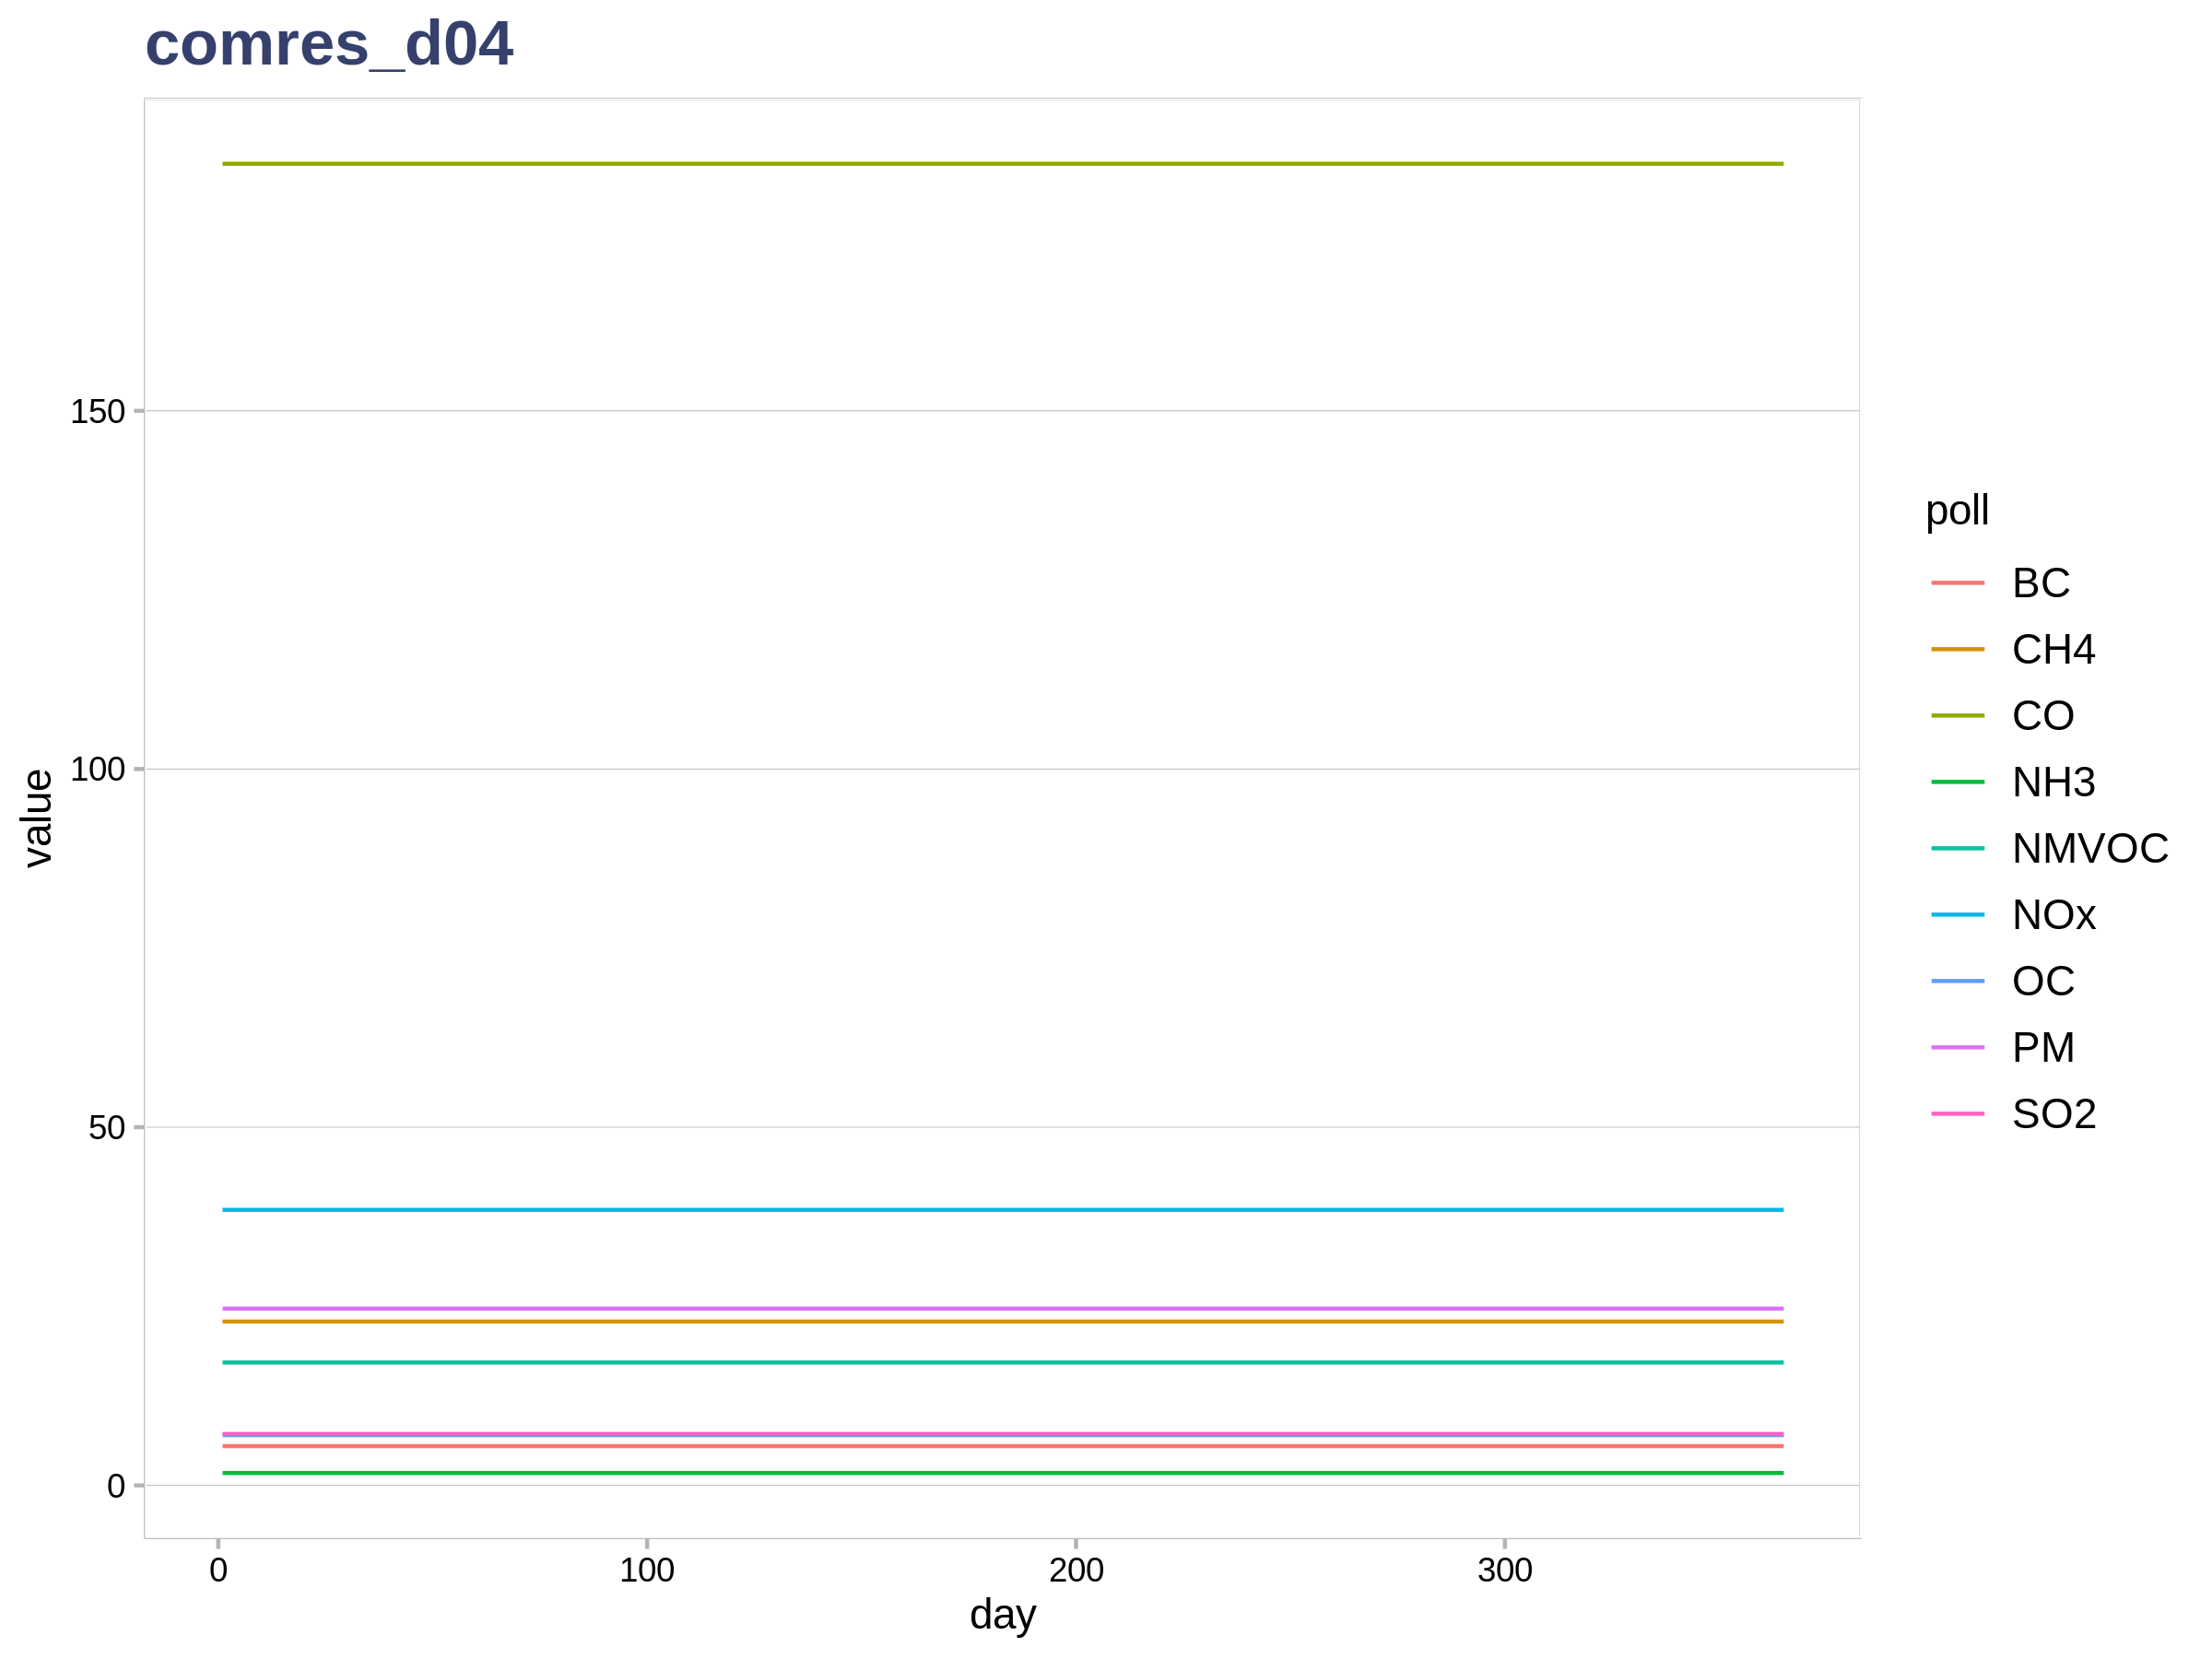 comres_d04
150
100
50
0
value
0 100 200 300
day
poll
BC
CH4
CO
NH3
NMVOC
NOx
OC
PM
SO2